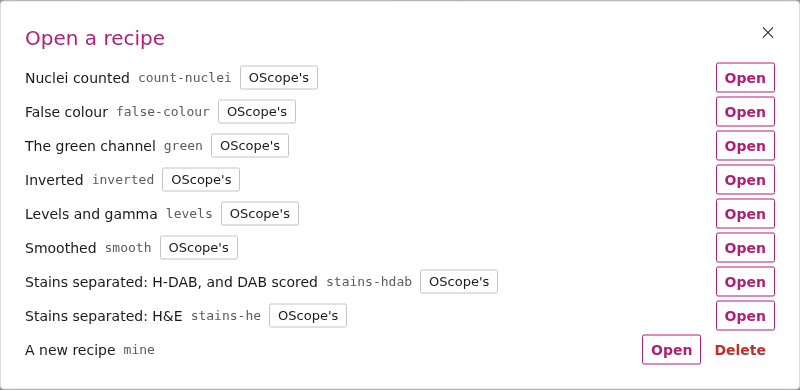 Open a recipe
Nuclei counted count-nuclei OScope's Open
False colour false-colour OScope's Open
The green channel green OScope's Open
Inverted inverted OScope's Open
Levels and gamma levels OScope's Open
Smoothed smooth OScope's Open
Stains separated: H-DAB, and DAB scored stains-hdab OScope's Open
Stains separated: H&E stains-he OScope's Open
A new recipe mine Open Delete